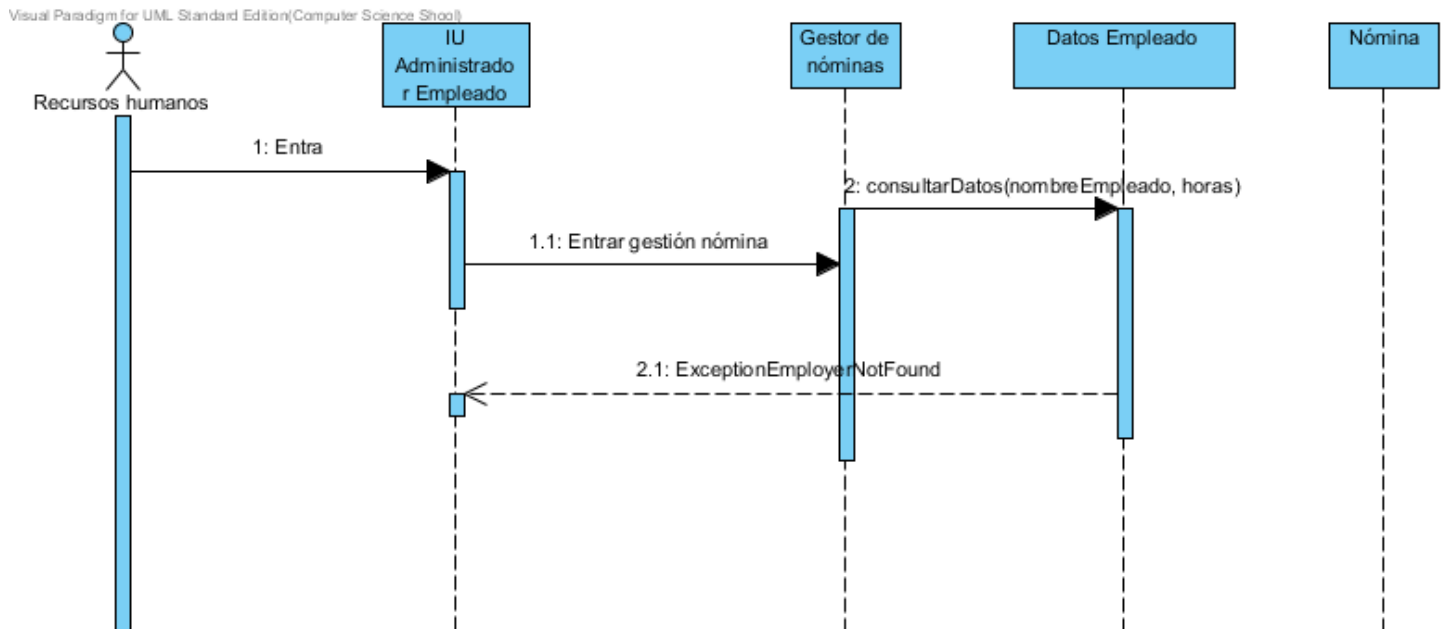 Visual Paradigm for UML Standard Edition(Computer Science Shool)
Recursos humanos
IU
Administrado
r Empleado
Gestor de
nóminas
Datos Empleado
Nómina
1: Entra
2: consultarDatos(nombreEmpleado, horas)
1.1: Entrar gestión nómina
2.1: ExceptionEmployerNotFound